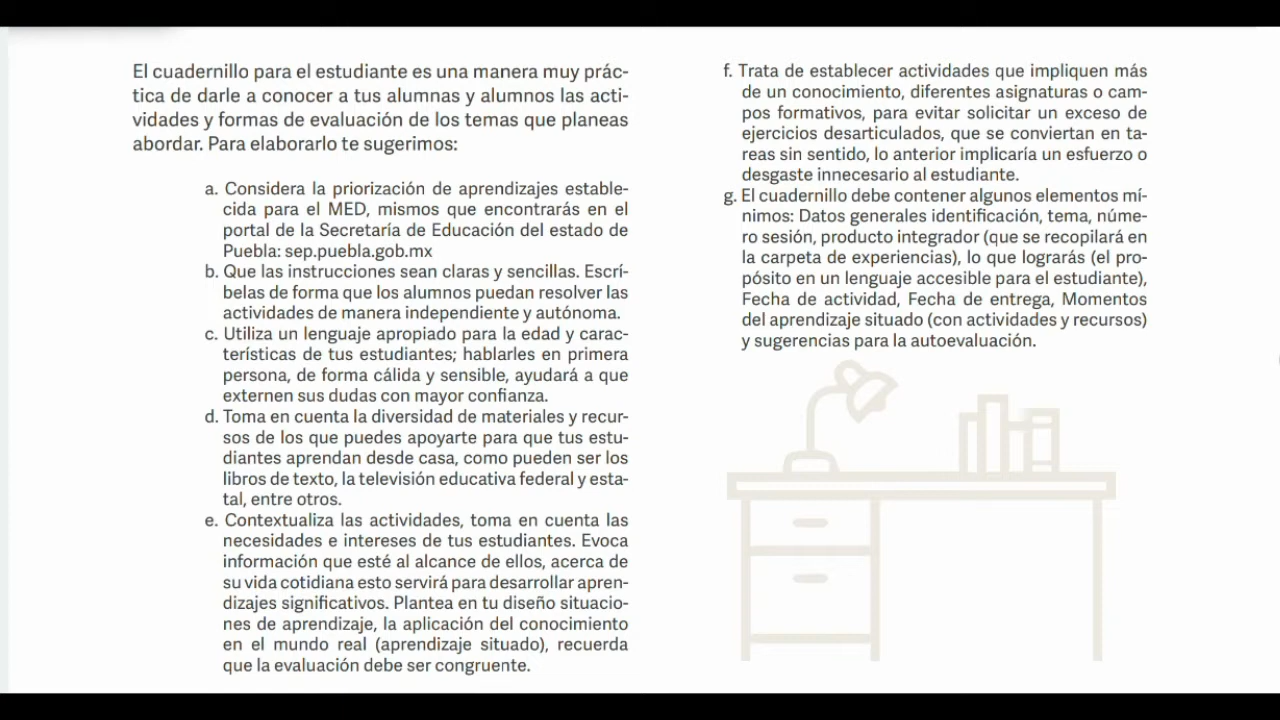 El cuadernillo para el estudiante es una manera muy prác-
tica de darle a conocer a tus alumnas y alumnos las acti-
vidades y formas de evaluación de los temas que planeas
abordar. Para elaborarlo te sugerimos:
a. Considera la priorización de aprendizajes estable-
cida para el MED, mismos que encontrarás en el
portal de la Secretaría de Educación del estado de
Puebla: sep.puebla.gob.mx
b. Que las instrucciones sean claras y sencillas. Escrí-
belas de forma que los alumnos puedan resolver las
actividades de manera independiente y autónoma.
c. Utiliza un lenguaje apropiado para la edad y carac-
terísticas de tus estudiantes; hablarles en primera
persona, de forma cálida y sensible, ayudará a que
externen sus dudas con mayor confianza.
d. Toma en cuenta la diversidad de materiales y recur-
sos de los que puedes apoyarte para que tus estu-
diantes aprendan desde casa, como pueden ser los
libros de texto, la televisión educativa federal y esta-
tal, entre otros.
e. Contextualiza las actividades, toma en cuenta las
necesidades e intereses de tus estudiantes. Evoca
información que esté al alcance de ellos, acerca de
su vida cotidiana esto servirá para desarrollar apren-
dizajes significativos. Plantea en tu diseño situacio-
nes de aprendizaje, la aplicación del conocimiento
en el mundo real (aprendizaje situado), recuerda
que la evaluación debe ser congruente.
f. Trata de establecer actividades que impliquen más
de un conocimiento, diferentes asignaturas o cam-
pos formativos, para evitar solicitar un exceso de
ejercicios desarticulados, que se conviertan en ta-
reas sin sentido, lo anterior implicaría un esfuerzo o
desgaste innecesario al estudiante.
g. El cuadernillo debe contener algunos elementos mí-
nimos: Datos generales identificación, tema, núme-
ro sesión, producto integrador (que se recopilará en
la carpeta de experiencias), lo que lograrás (el pro-
pósito en un lenguaje accesible para el estudiante),
Fecha de actividad, Fecha de entrega, Momentos
del aprendizaje situado (con actividades y recursos)
y sugerencias para la autoevaluación.